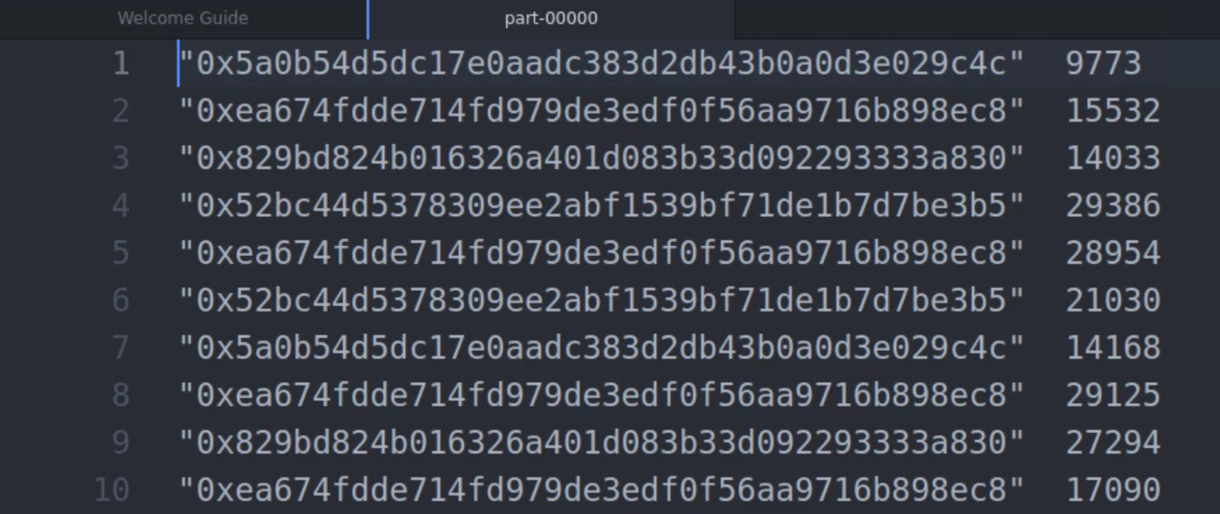 Welcome Guide part-00000
1 "0x5a0b54d5dc17e0aadc383d2db43b0a0d3e029c4c" 9773
2 "0xea674fdde714fd979de3edf0f56aa9716b898ec8" 15532
3 "0x829bd824b016326a401d083b33d092293333a830" 14033
4 "0x52bc44d5378309ee2abf1539bf71de1b7d7be3b5" 29386
5 "0xea674fdde714fd979de3edf0f56aa9716b898ec8" 28954
6 "0x52bc44d5378309ee2abf1539bf71de1b7d7be3b5" 21030
7 "0x5a0b54d5dc17e0aadc383d2db43b0a0d3e029c4c" 14168
8 "0xea674fdde714fd979de3edf0f56aa9716b898ec8" 29125
9 "0x829bd824b016326a401d083b33d092293333a830" 27294
10 "0xea674fdde714fd979de3edf0f56aa9716b898ec8" 17090